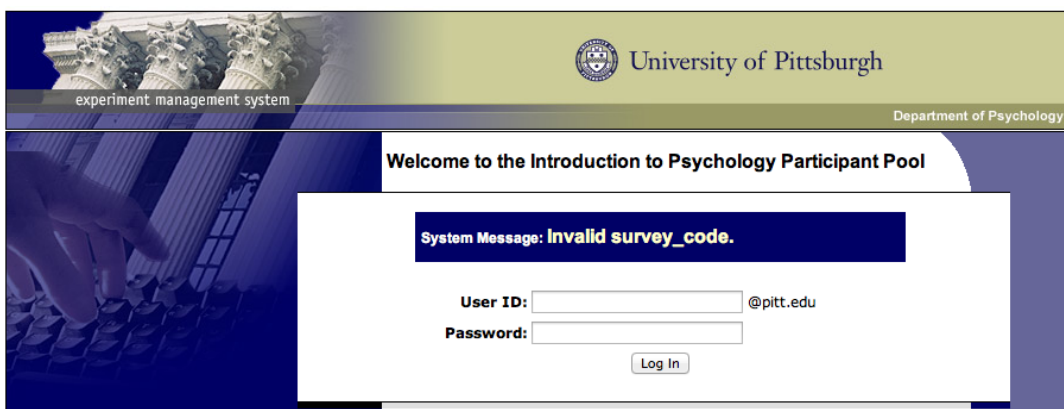 University of Pittsburgh
experiment management system
Department of Psychology
Welcome to the Introduction to Psychology Participant Pool
System Message: Invalid survey_code.
User ID: @pitt.edu
Password:
Log In